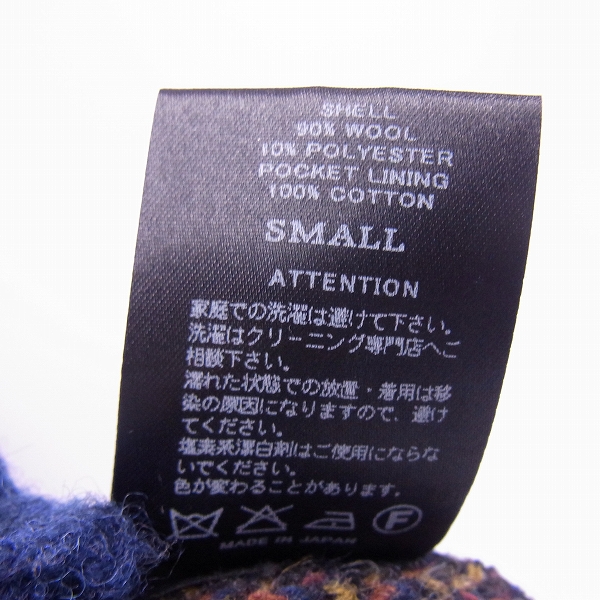 SHELL
90% WOOL
10% POLYESTER
POCKET LINING
100% COTTON
SMALL
ATTENTION
家庭での洗濯は避けて下さい。
洗濯はクリーニング専門店へご
相談下さい。
濡れた状態での放置・着用は移
染の原因になりますので、避け
てください。
塩素系漂白剤はご使用にならな
いでください。
色が変わることがあります。
F
MADE IN JAPAN